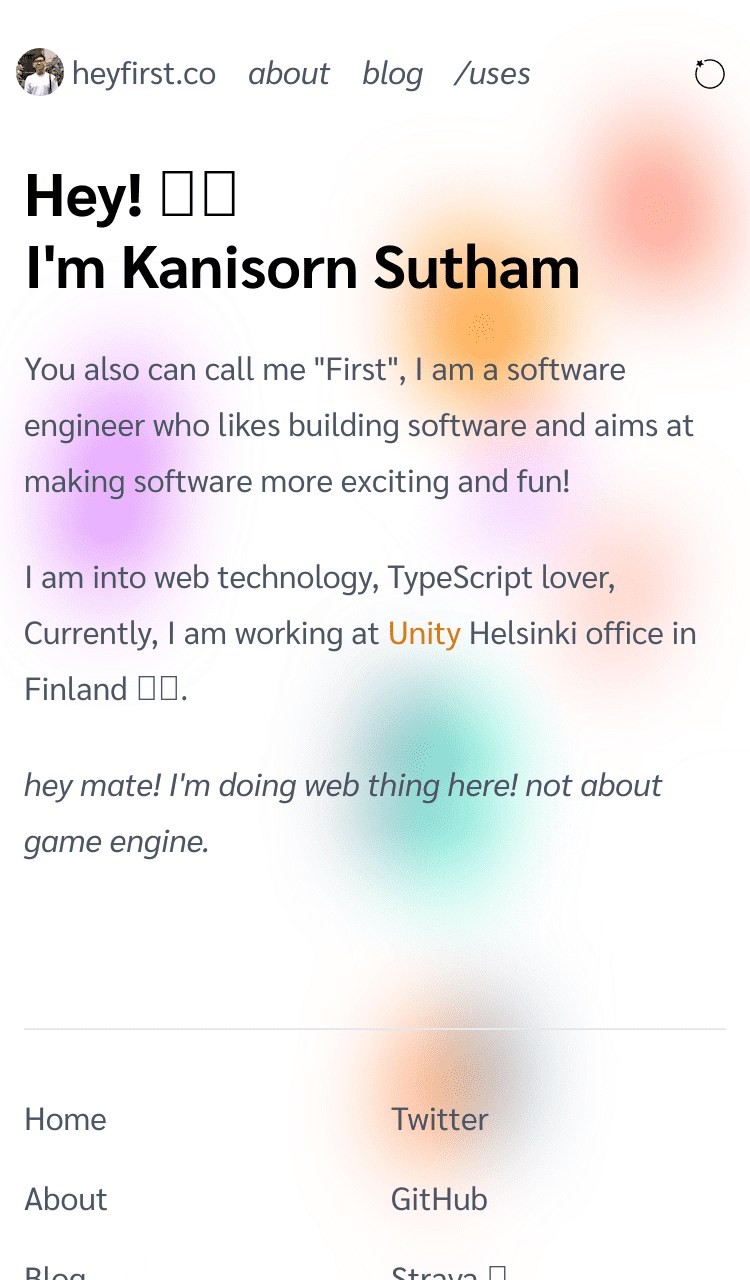 heyfirst.co about blog /uses
Hey! 
I'm Kanisorn Sutham
You also can call me "First", I am a software
engineer who likes building software and aims at
making software more exciting and fun!
I am into web technology, TypeScript lover,
Currently, I am working at Unity Helsinki office in
Finland .
hey mate! I'm doing web thing here! not about
game engine.
Home
Twitter
About
GitHub
Blog
Strava